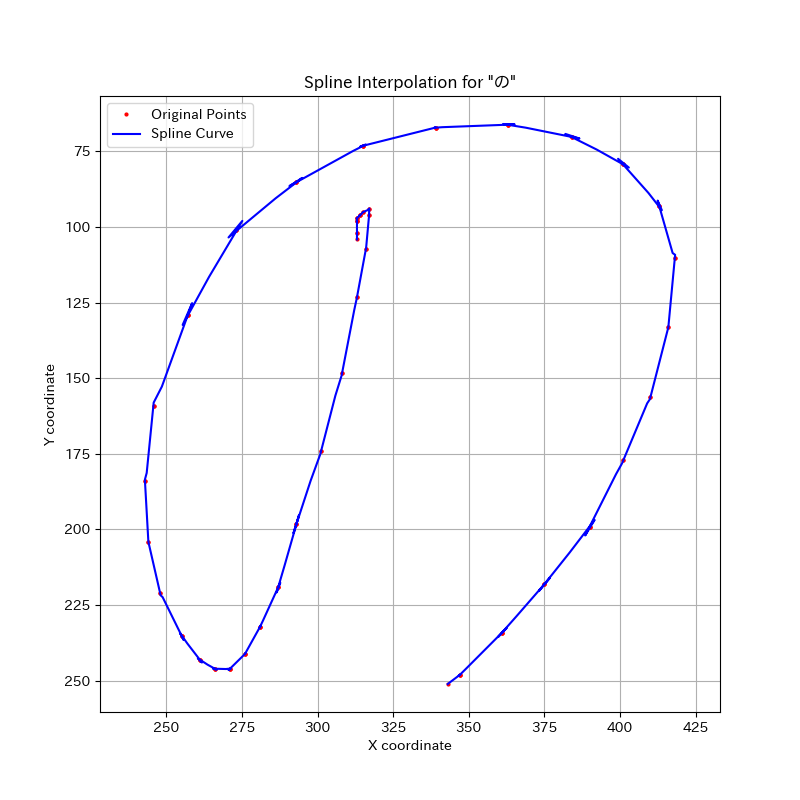 Spline Interpolation for "の"
Original Points
Spline Curve
75
100
125
150
175
200
225
250
Y coordinate
250 275 300 325 350 375 400 425
X coordinate